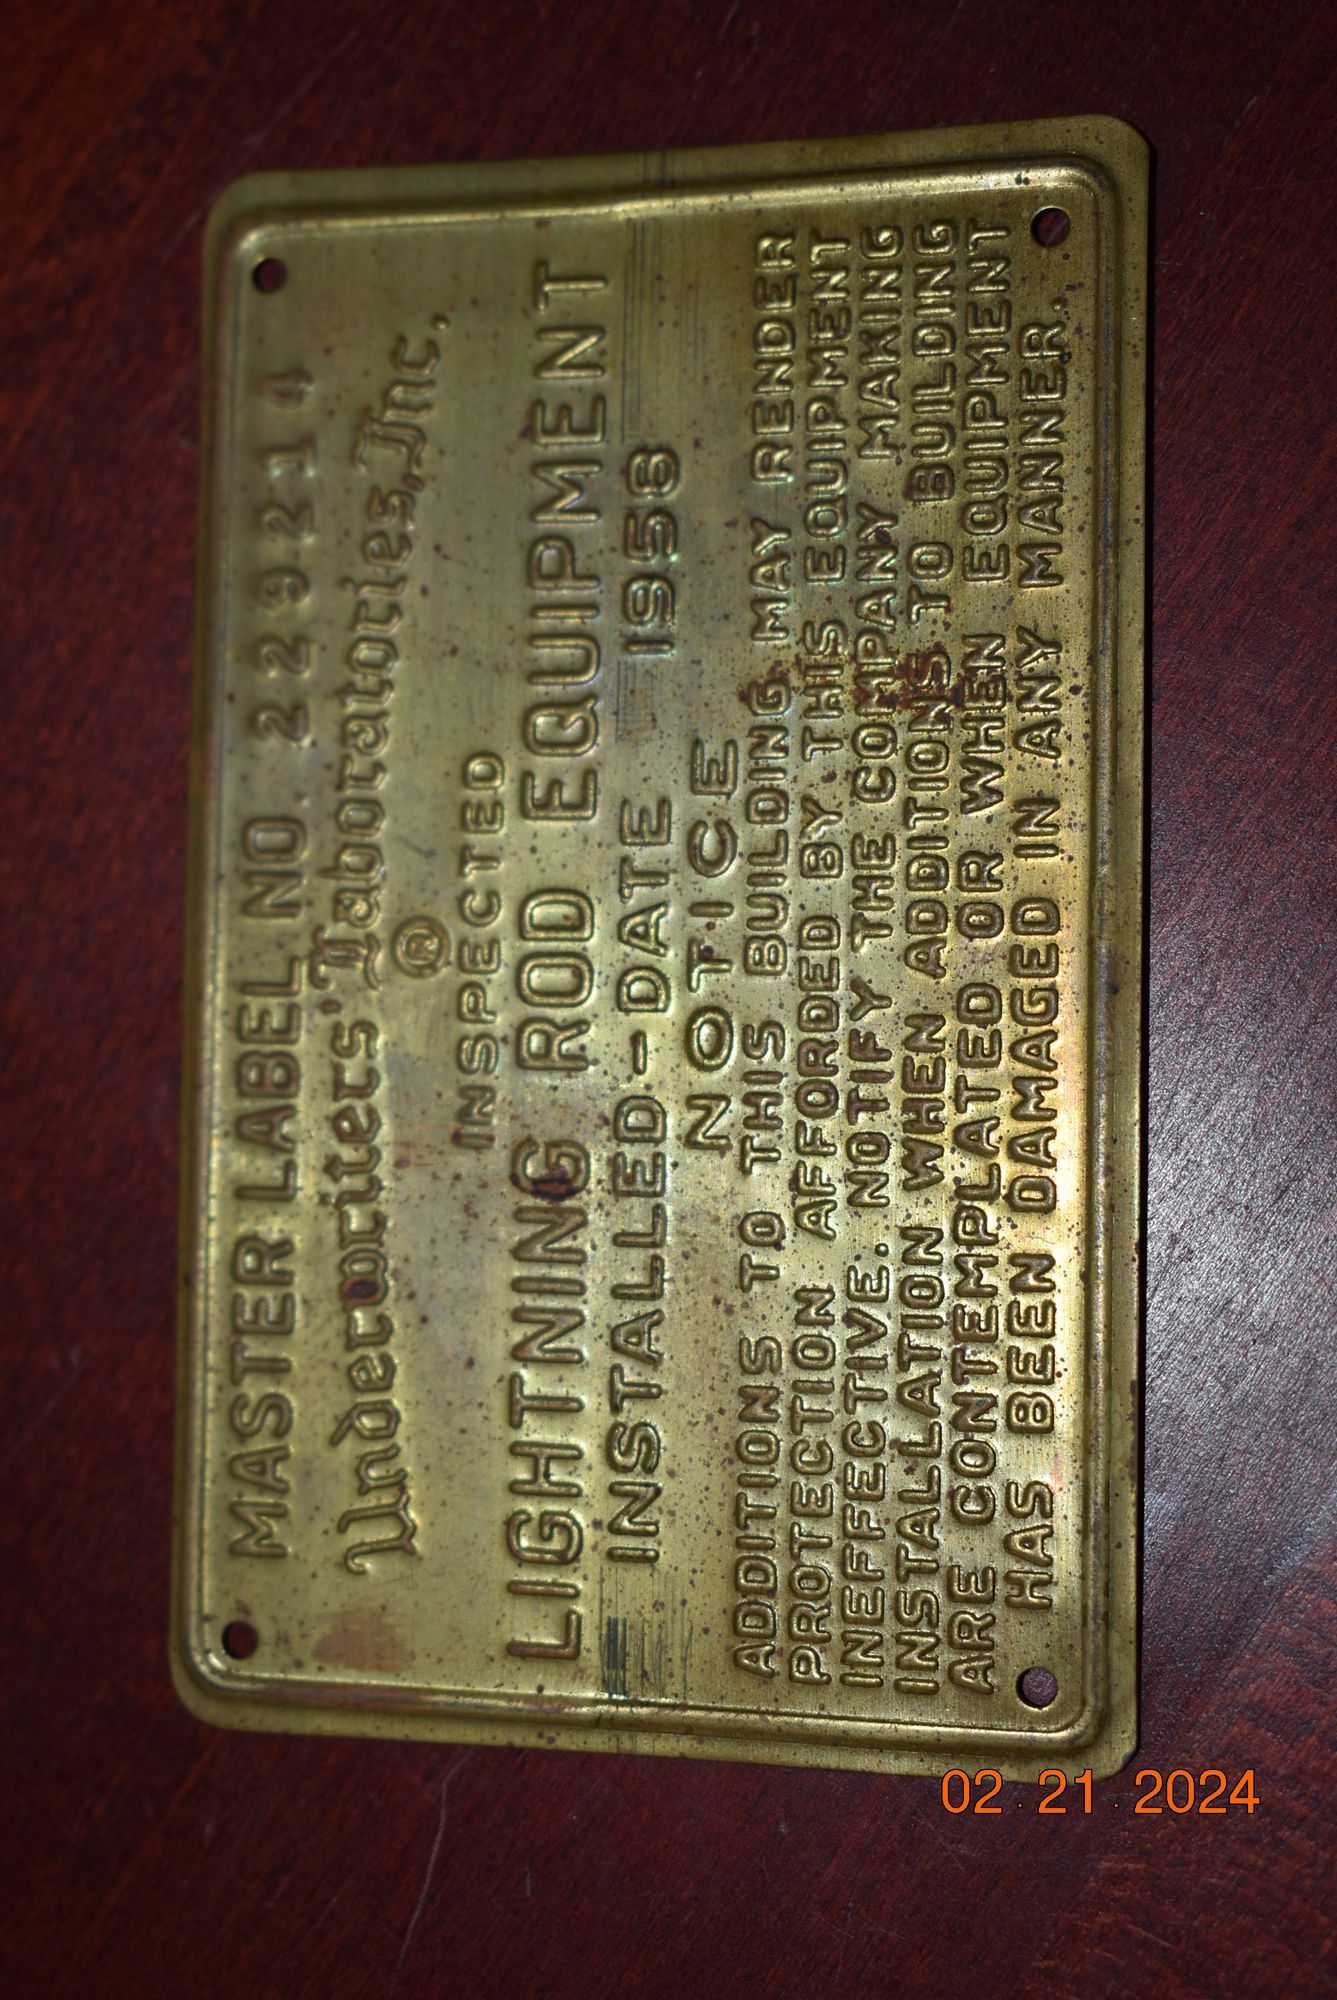 MASTER LABEL NO 229214
Underwriters' Laboratories, Inc.
®
INSPECTED
LIGHTNING ROD EQUIPMENT
INSTALLED-DATE 1958
NOTICE
ADDITIONS TO THIS BUILDING MAY RENDER
PROTECTION AFFORDED BY THIS EQUIPMENT
INEFFECTIVE. NOTIFY THE COMPANY MAKING
INSTALLATION WHEN ADDITIONS TO BUILDING
ARE CONTEMPLATED OR WHEN EQUIPMENT
HAS BEEN DAMAGED IN ANY MANNER.
02.21.2024